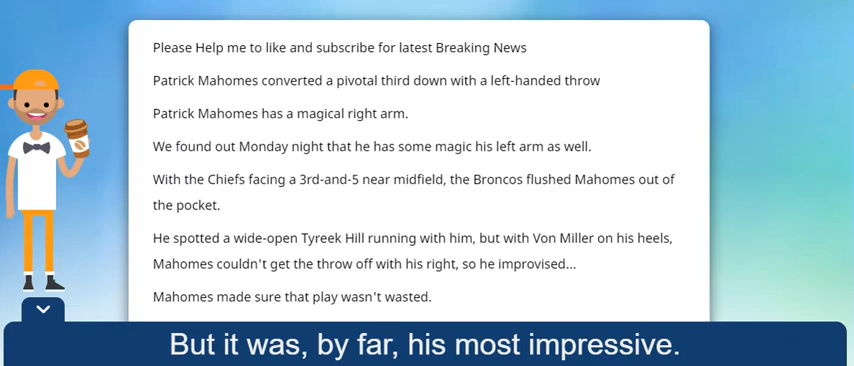 Please Help me to like and subscribe for latest Breaking News
Patrick Mahomes converted a pivotal third down with a left-handed throw
Patrick Mahomes has a magical right arm.
We found out Monday night that he has some magic his left arm as well.
With the Chiefs facing a 3rd-and-5 near midfield, the Broncos flushed Mahomes out of
the pocket.
He spotted a wide-open Tyreek Hill running with him, but with Von Miller on his heels,
Mahomes couldn't get the throw off with his right, so he improvised...
Mahomes made sure that play wasn't wasted.
But it was, by far, his most impressive.